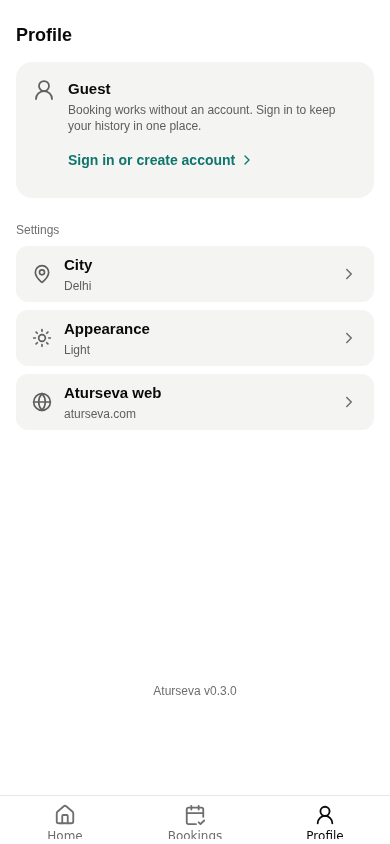 Profile
Guest
Booking works without an account. Sign in to keep
your history in one place.
Sign in or create account
Settings
City
Delhi
Appearance
Light
Aturseva web
aturseva.com
Aturseva v0.3.0
Home
Bookings
Profile